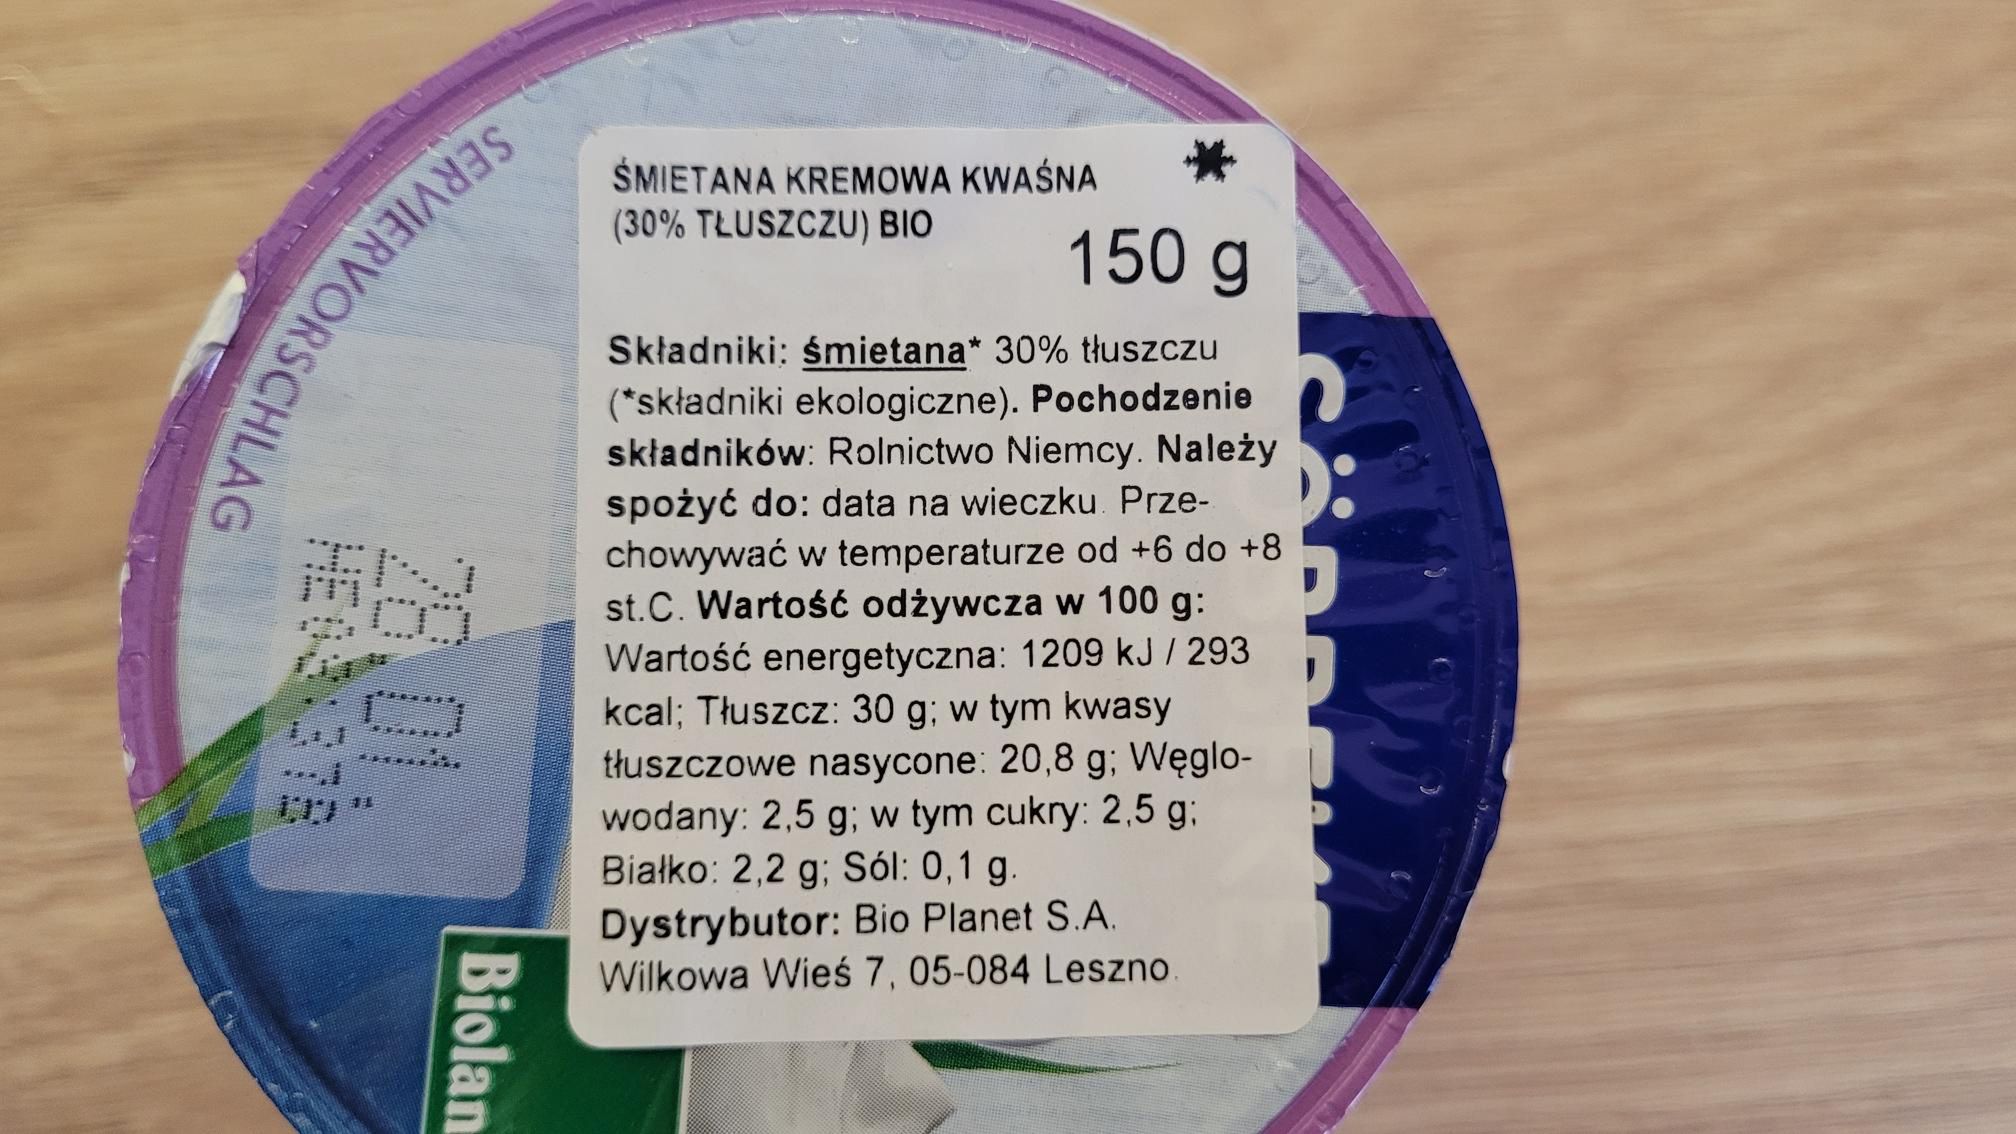 SERVIERVORSCHLAG
ŚMIETANA KREMOWA KWAŚNA
(30% TŁUSZCZU) BIO
150 g
Składniki: śmietana* 30% tłuszczu
(*składniki ekologiczne). Pochodzenie
składników: Rolnictwo Niemcy. Należy
spożyć do: data na wieczku. Prze-
chowywać w temperaturze od +6 do +8
st.C. Wartość odżywcza w 100 g:
Wartość energetyczna: 1209 kJ / 293
kcal; Tłuszcz: 30 g; w tym kwasy
tłuszczowe nasycone: 20,8 g; Węglo-
wodany: 2,5 g; w tym cukry: 2,5 g;
Białko: 2,2 g; Sól: 0,1 g.
Dystrybutor: Bio Planet S.A.
Wilkowa Wieś 7, 05-084 Leszno.
28.01.